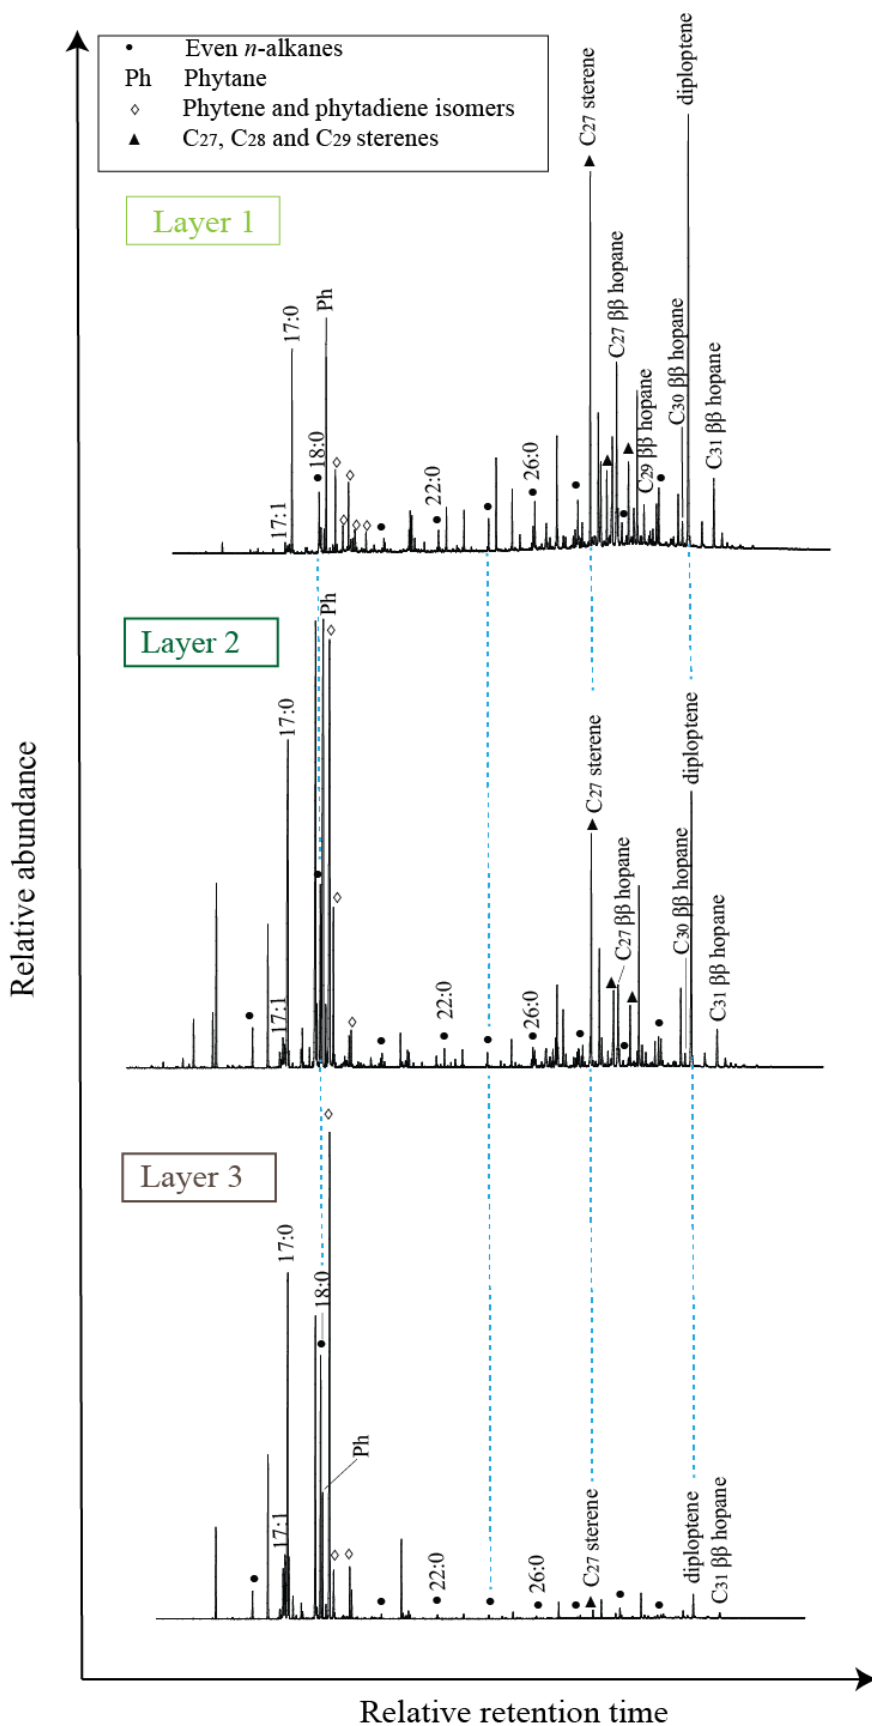 Even n-alkanes
Ph Phytane
Phytene and phytadiene isomers
C27, C28 and C29 sterenes
Layer 1
17:1
17:0
18:0
Ph
22:0
26:0
C27 sterene
C27 ββ hopane
C29 ββ hopane
C30 ββ hopane
diploptene
C31 ββ hopane
Layer 2
17:1
17:0
Ph
22:0
26:0
C27 sterene
C27 ββ hopane
C30 ββ hopane
diploptene
C31 ββ hopane
Layer 3
17:1
17:0
18:0
Ph
22:0
26:0
C27 sterene
diploptene
C31 ββ hopane
Relative abundance
Relative retention time